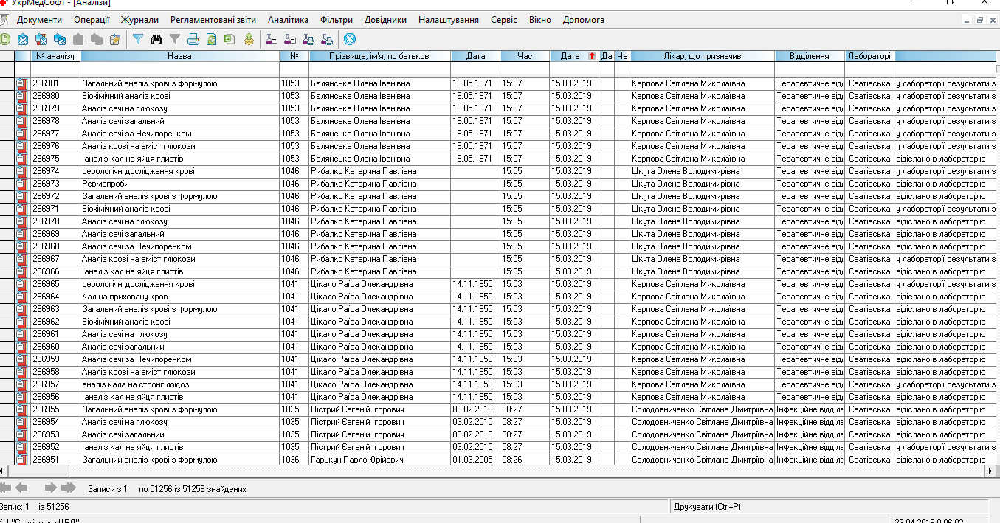 УкрМедСофт - [Аналізи]
Документи Операції Журнали Регламентовані звіти Аналітика Фільтри Довідники Налаштування Сервіс Вікно Допомога
№ аналізу Назва № Прізвище, ім'я, по батькові Дата Час Дата Да Ча Лікар, що призначив Відділення Лабораторі
286981 Загальний аналіз крові з формулою 1053 Бєлянська Олена Іванівна 18.05.1971 15:07 15.03.2019 Карпова Світлана Миколаївна Терапевтичне від Сватівська у лабораторії результати з
286980 Біохімічний аналіз крові 1053 Бєлянська Олена Іванівна 18.05.1971 15:07 15.03.2019 Карпова Світлана Миколаївна Терапевтичне від Сватівська у лабораторії результати з
286979 Аналіз сечі на глюкозу 1053 Бєлянська Олена Іванівна 18.05.1971 15:07 15.03.2019 Карпова Світлана Миколаївна Терапевтичне від Сватівська у лабораторії результати з
286978 Аналіз сечі загальний 1053 Бєлянська Олена Іванівна 18.05.1971 15:07 15.03.2019 Карпова Світлана Миколаївна Терапевтичне від Сватівська у лабораторії результати з
286977 Аналіз сечі за Нечипоренком 1053 Бєлянська Олена Іванівна 18.05.1971 15:07 15.03.2019 Карпова Світлана Миколаївна Терапевтичне від Сватівська у лабораторії результати з
286976 Аналіз крові на вміст глюкози 1053 Бєлянська Олена Іванівна 18.05.1971 15:07 15.03.2019 Карпова Світлана Миколаївна Терапевтичне від Сватівська у лабораторії результати з
286975 аналіз кал на яйця глистів 1053 Бєлянська Олена Іванівна 18.05.1971 15:07 15.03.2019 Карпова Світлана Миколаївна Терапевтичне від Сватівська відіслано в лабораторію
286974 серологічні дослідження крові 1046 Рибалко Катерина Павлівна 15:05 15.03.2019 Шкута Олена Володимирівна Терапевтичне від Сватівська у лабораторії результати з
286973 Ревмопроби 1046 Рибалко Катерина Павлівна 15:05 15.03.2019 Шкута Олена Володимирівна Терапевтичне від Сватівська відіслано в лабораторію
286972 Загальний аналіз крові з формулою 1046 Рибалко Катерина Павлівна 15:05 15.03.2019 Шкута Олена Володимирівна Терапевтичне від Сватівська відіслано в лабораторію
286971 Біохімічний аналіз крові 1046 Рибалко Катерина Павлівна 15:05 15.03.2019 Шкута Олена Володимирівна Терапевтичне від Сватівська у лабораторії результати з
286970 Аналіз сечі на глюкозу 1046 Рибалко Катерина Павлівна 15:05 15.03.2019 Шкута Олена Володимирівна Терапевтичне від Сватівська відіслано в лабораторію
286969 Аналіз сечі загальний 1046 Рибалко Катерина Павлівна 15:05 15.03.2019 Шкута Олена Володимирівна Терапевтичне від Сватівська відіслано в лабораторію
286968 Аналіз сечі за Нечипоренком 1046 Рибалко Катерина Павлівна 15:05 15.03.2019 Шкута Олена Володимирівна Терапевтичне від Сватівська відіслано в лабораторію
286967 Аналіз крові на вміст глюкози 1046 Рибалко Катерина Павлівна 15:05 15.03.2019 Шкута Олена Володимирівна Терапевтичне від Сватівська у лабораторії результати з
286966 аналіз кал на яйця глистів 1046 Рибалко Катерина Павлівна 15:05 15.03.2019 Шкута Олена Володимирівна Терапевтичне від Сватівська відіслано в лабораторію
286965 серологічні дослідження крові 1041 Цікало Раїса Олекандрівна 14.11.1950 15:03 15.03.2019 Карпова Світлана Миколаївна Терапевтичне від Сватівська у лабораторії результати з
286964 Кал на приховану кров 1041 Цікало Раїса Олекандрівна 14.11.1950 15:03 15.03.2019 Карпова Світлана Миколаївна Терапевтичне від Сватівська відіслано в лабораторію
286963 Загальний аналіз крові з формулою 1041 Цікало Раїса Олекандрівна 14.11.1950 15:03 15.03.2019 Карпова Світлана Миколаївна Терапевтичне від Сватівська відіслано в лабораторію
286962 Біохімічний аналіз крові 1041 Цікало Раїса Олекандрівна 14.11.1950 15:03 15.03.2019 Карпова Світлана Миколаївна Терапевтичне від Сватівська відіслано в лабораторію
286961 Аналіз сечі на глюкозу 1041 Цікало Раїса Олекандрівна 14.11.1950 15:03 15.03.2019 Карпова Світлана Миколаївна Терапевтичне від Сватівська відіслано в лабораторію
286960 Аналіз сечі загальний 1041 Цікало Раїса Олекандрівна 14.11.1950 15:03 15.03.2019 Карпова Світлана Миколаївна Терапевтичне від Сватівська відіслано в лабораторію
286959 Аналіз сечі за Нечипоренком 1041 Цікало Раїса Олекандрівна 14.11.1950 15:03 15.03.2019 Карпова Світлана Миколаївна Терапевтичне від Сватівська відіслано в лабораторію
286958 Аналіз крові на вміст глюкози 1041 Цікало Раїса Олекандрівна 14.11.1950 15:03 15.03.2019 Карпова Світлана Миколаївна Терапевтичне від Сватівська відіслано в лабораторію
286957 аналіз кала на стронгілоідоз 1041 Цікало Раїса Олекандрівна 14.11.1950 15:03 15.03.2019 Карпова Світлана Миколаївна Терапевтичне від Сватівська у лабораторії результати з
286956 аналіз кал на яйця глистів 1041 Цікало Раїса Олекандрівна 14.11.1950 15:03 15.03.2019 Карпова Світлана Миколаївна Терапевтичне від Сватівська відіслано в лабораторію
286955 Загальний аналіз крові з формулою 1035 Пістрий Євгеній Ігорович 03.02.2010 08:27 15.03.2019 Солодовниченко Світлана Дмитріївна Інфекційне відділе Сватівська відіслано в лабораторію
286954 Аналіз сечі на глюкозу 1035 Пістрий Євгеній Ігорович 03.02.2010 08:27 15.03.2019 Солодовниченко Світлана Дмитріївна Інфекційне відділе Сватівська відіслано в лабораторію
286953 Аналіз сечі загальний 1035 Пістрий Євгеній Ігорович 03.02.2010 08:27 15.03.2019 Солодовниченко Світлана Дмитріївна Інфекційне відділе Сватівська відіслано в лабораторію
286952 аналіз кал на яйця глистів 1035 Пістрий Євгеній Ігорович 03.02.2010 08:27 15.03.2019 Солодовниченко Світлана Дмитріївна Інфекційне відділе Сватівська у лабораторії результати з
286951 Загальний аналіз крові з формулою 1036 Гарькун Павло Юрійович 01.03.2005 08:26 15.03.2019 Солодовниченко Світлана Дмитріївна Інфекційне відділе Сватівська відіслано в лабораторію
Записи з 1 по 51256 із 51256 знайдених
Запис: 1 із 51256 Друкувати (Ctrl+P)
"Сватівська ЦРЛ" 23.04.2019 0:06:02